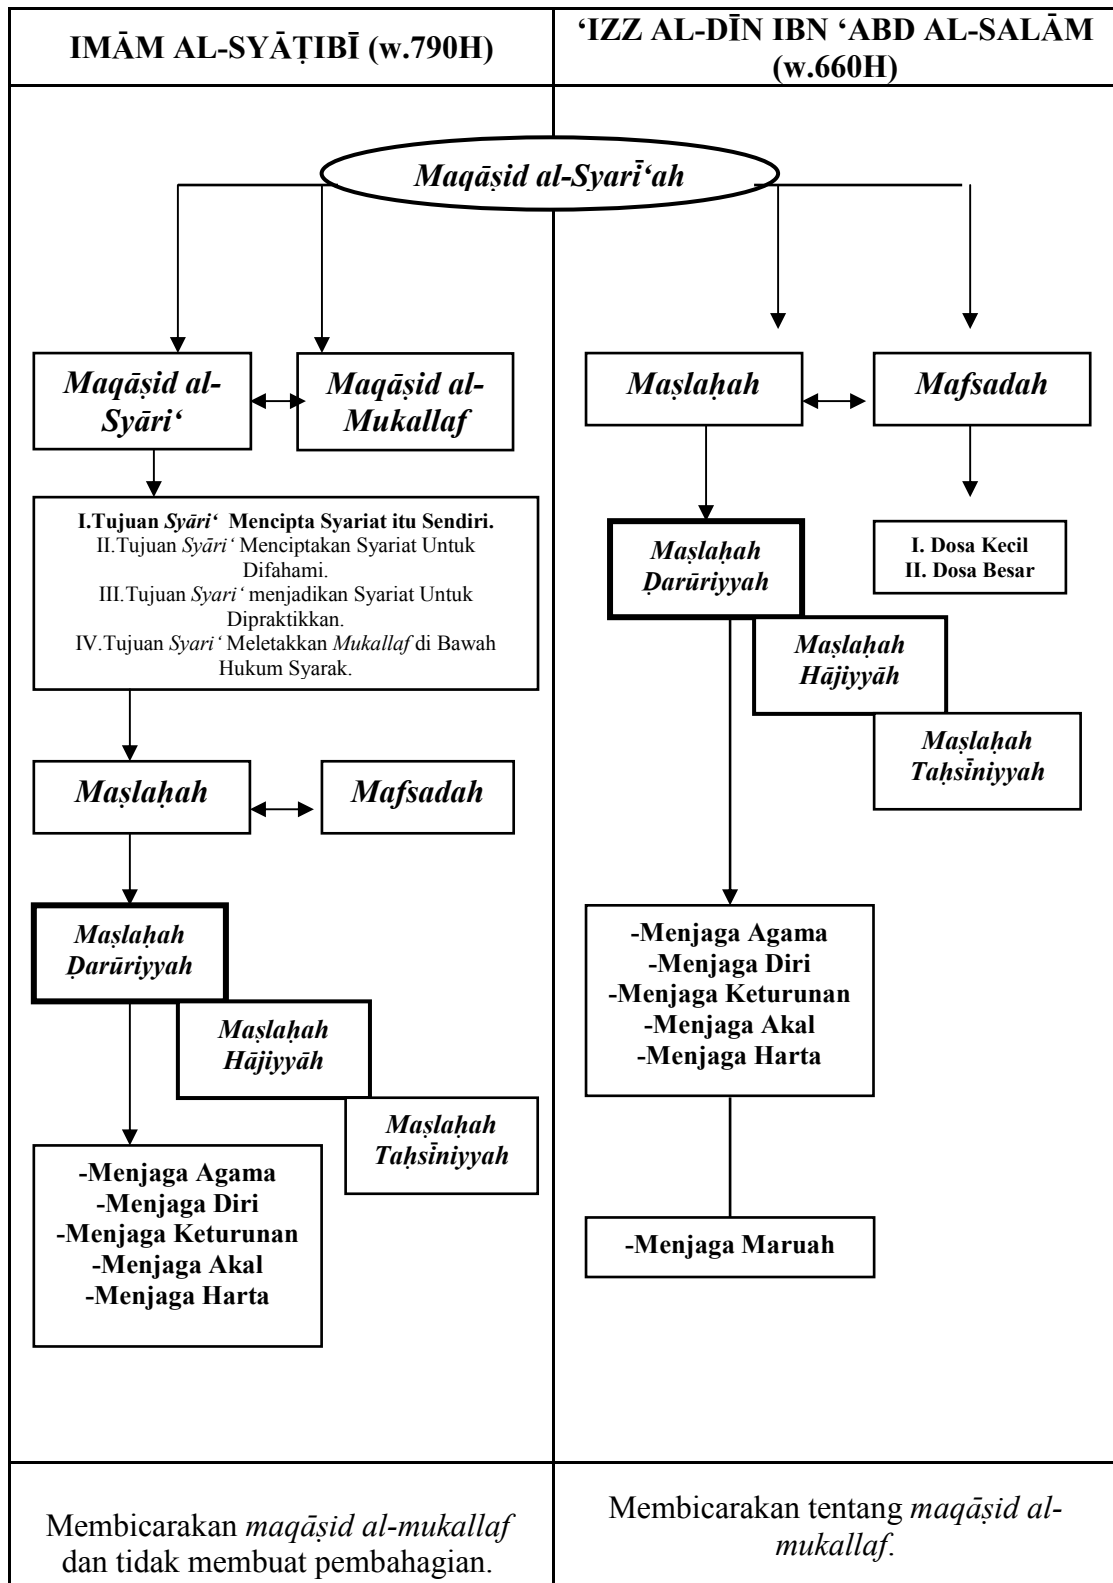 IMĀM AL-SYĀṬIBĪ (w.790H)
‘IZZ AL-DĪN IBN ‘ABD AL-SALĀM
(w.660H)
Maqāṣid al-Syarī‘ah
Maqāṣid al-
Syāri‘
Maqāṣid al-
Mukallaf
I.Tujuan Syāri‘ Mencipta Syariat itu Sendiri.
II.Tujuan Syāri‘ Menciptakan Syariat Untuk
Difahami.
III.Tujuan Syari‘ menjadikan Syariat Untuk
Dipraktikkan.
IV.Tujuan Syari‘ Meletakkan Mukallaf di Bawah
Hukum Syarak.
Maṣlaḥah
Mafsadah
Maṣlaḥah
Ḍarūriyyah
Maṣlaḥah
Hājiyyāh
Maṣlaḥah
Taḥsīniyyah
-Menjaga Agama
-Menjaga Diri
-Menjaga Keturunan
-Menjaga Akal
-Menjaga Harta
Maṣlaḥah
Mafsadah
Maṣlaḥah
Ḍarūriyyah
I. Dosa Kecil
II. Dosa Besar
Maṣlaḥah
Hājiyyāh
Maṣlaḥah
Taḥsīniyyah
-Menjaga Agama
-Menjaga Diri
-Menjaga Keturunan
-Menjaga Akal
-Menjaga Harta
-Menjaga Maruah
Membicarakan maqāṣid al-mukallaf
dan tidak membuat pembahagian.
Membicarakan tentang maqāṣid al-
mukallaf.